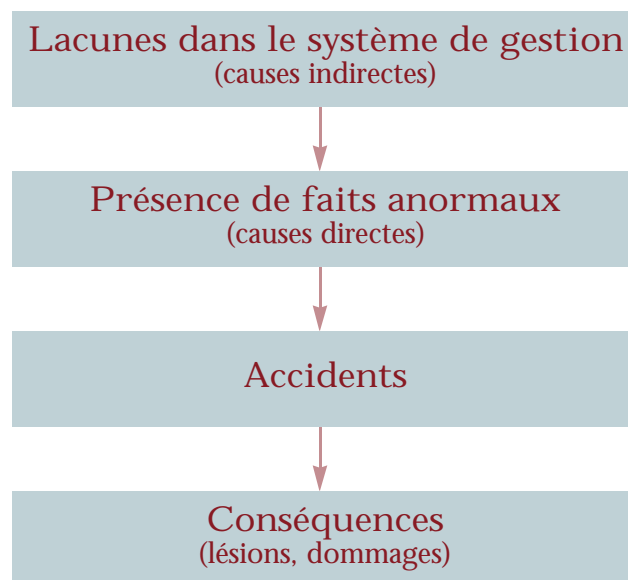 Lacunes dans le système de gestion
(causes indirectes)
Présence de faits anormaux
(causes directes)
Accidents
Conséquences
(lésions, dommages)